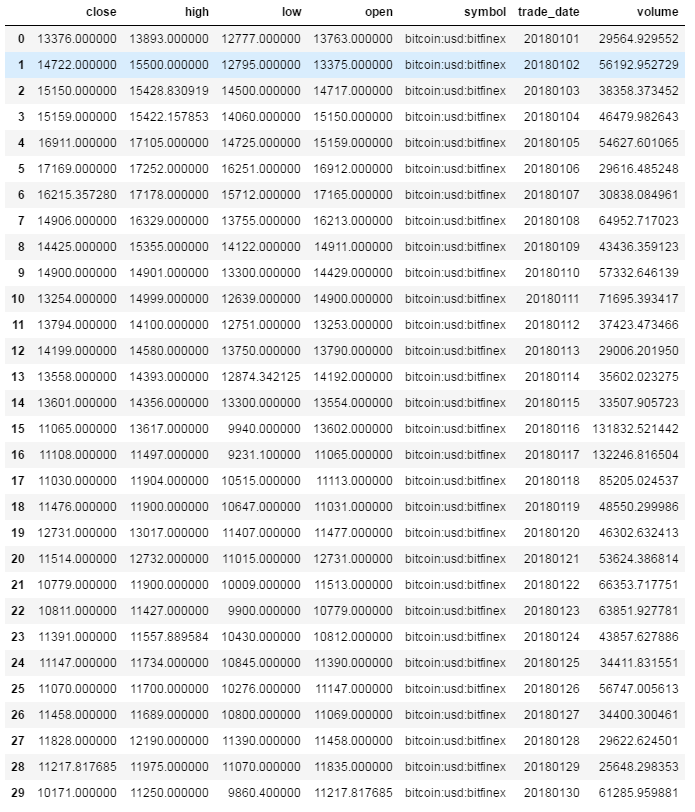 close high low open symbol trade_date volume
0 13376.000000 13893.000000 12777.000000 13763.000000 bitcoin:usd:bitfinex 20180101 29564.929552
1 14722.000000 15500.000000 12795.000000 13375.000000 bitcoin:usd:bitfinex 20180102 56192.952729
2 15150.000000 15428.830919 14500.000000 14717.000000 bitcoin:usd:bitfinex 20180103 38358.373452
3 15159.000000 15422.157853 14060.000000 15150.000000 bitcoin:usd:bitfinex 20180104 46479.982643
4 16911.000000 17105.000000 14725.000000 15159.000000 bitcoin:usd:bitfinex 20180105 54627.601065
5 17169.000000 17252.000000 16251.000000 16912.000000 bitcoin:usd:bitfinex 20180106 29616.485248
6 16215.357280 17178.000000 15712.000000 17165.000000 bitcoin:usd:bitfinex 20180107 30838.084961
7 14906.000000 16329.000000 13755.000000 16213.000000 bitcoin:usd:bitfinex 20180108 64952.717023
8 14425.000000 15355.000000 14122.000000 14911.000000 bitcoin:usd:bitfinex 20180109 43436.359123
9 14900.000000 14901.000000 13300.000000 14429.000000 bitcoin:usd:bitfinex 20180110 57332.646139
10 13254.000000 14999.000000 12639.000000 14900.000000 bitcoin:usd:bitfinex 20180111 71695.393417
11 13794.000000 14100.000000 12751.000000 13253.000000 bitcoin:usd:bitfinex 20180112 37423.473466
12 14199.000000 14580.000000 13750.000000 13790.000000 bitcoin:usd:bitfinex 20180113 29006.201950
13 13558.000000 14393.000000 12874.342125 14192.000000 bitcoin:usd:bitfinex 20180114 35602.023275
14 13601.000000 14356.000000 13300.000000 13554.000000 bitcoin:usd:bitfinex 20180115 33507.905723
15 11065.000000 13617.000000 9940.000000 13602.000000 bitcoin:usd:bitfinex 20180116 131832.521442
16 11108.000000 11497.000000 9231.100000 11065.000000 bitcoin:usd:bitfinex 20180117 132246.816504
17 11030.000000 11904.000000 10515.000000 11113.000000 bitcoin:usd:bitfinex 20180118 85205.024537
18 11476.000000 11900.000000 10647.000000 11031.000000 bitcoin:usd:bitfinex 20180119 48550.299986
19 12731.000000 13017.000000 11407.000000 11477.000000 bitcoin:usd:bitfinex 20180120 46302.632413
20 11514.000000 12732.000000 11015.000000 12731.000000 bitcoin:usd:bitfinex 20180121 53624.386814
21 10779.000000 11900.000000 10009.000000 11513.000000 bitcoin:usd:bitfinex 20180122 66353.717751
22 10811.000000 11427.000000 9900.000000 10779.000000 bitcoin:usd:bitfinex 20180123 63851.927781
23 11391.000000 11557.889584 10430.000000 10812.000000 bitcoin:usd:bitfinex 20180124 43857.627886
24 11147.000000 11734.000000 10845.000000 11390.000000 bitcoin:usd:bitfinex 20180125 34411.831551
25 11070.000000 11700.000000 10276.000000 11147.000000 bitcoin:usd:bitfinex 20180126 56747.005613
26 11458.000000 11689.000000 10800.000000 11069.000000 bitcoin:usd:bitfinex 20180127 34400.300461
27 11828.000000 12190.000000 11390.000000 11458.000000 bitcoin:usd:bitfinex 20180128 29622.624501
28 11217.817685 11975.000000 11070.000000 11835.000000 bitcoin:usd:bitfinex 20180129 25648.298353
29 10171.000000 11250.000000 9860.400000 11217.817685 bitcoin:usd:bitfinex 20180130 61285.959881